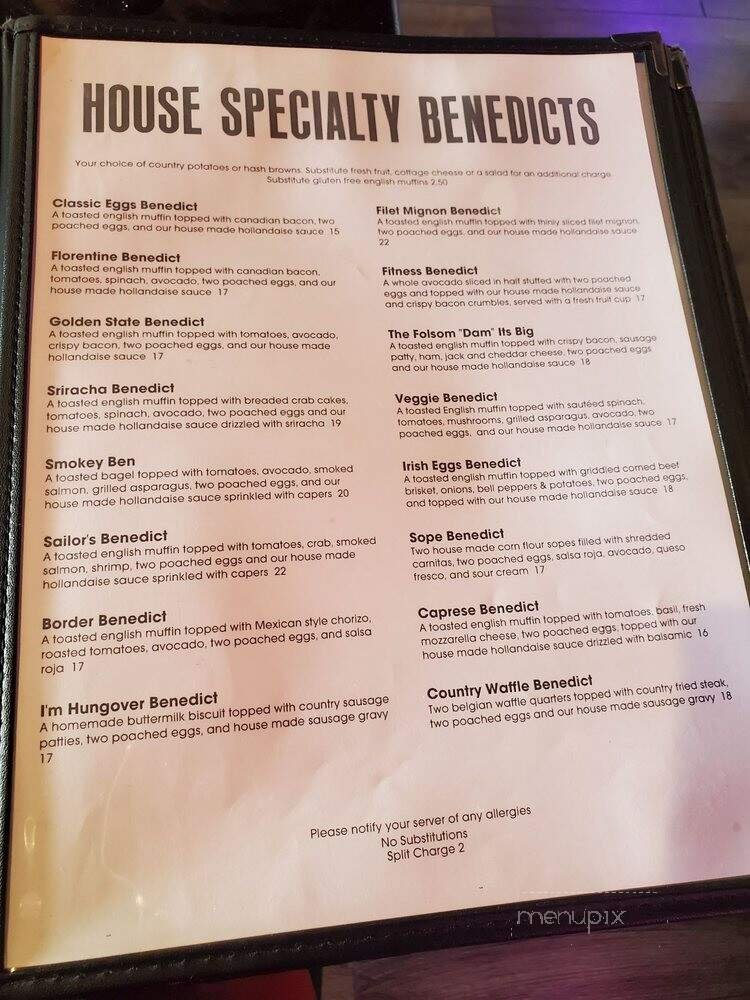 HOUSE SPECIALTY BENEDICTS
Your choice of country potatoes or hash browns. Substitute fresh fruit, cottage cheese or a salad for an additional charge.
Substitute gluten free english muffins 2.50
Classic Eggs Benedict
A toasted english muffin topped with canadian bacon, two
poached eggs, and our house made hollandaise sauce 15
Florentine Benedict
A toasted english muffin topped with canadian bacon,
tomatoes, spinach, avocado, two poached eggs, and our
house made hollandaise sauce 17
Golden State Benedict
A toasted english muffin topped with tomatoes, avocado,
crispy bacon, two poached eggs, and our house made
hollandaise sauce 17
Sriracha Benedict
A toasted english muffin topped with breaded crab cakes,
tomatoes, spinach, avocado, two poached eggs and our
house made hollandaise sauce drizzled with sriracha 19
Smokey Ben
A toasted bagel topped with tomatoes, avocado, smoked
salmon, grilled asparagus, two poached eggs, and our
house made hollandaise sauce sprinkled with capers 20
Sailor's Benedict
A toasted english muffin topped with tomatoes, crab, smoked
salmon, shrimp, two poached eggs and our house made
hollandaise sauce sprinkled with capers 22
Border Benedict
A toasted english muffin topped with Mexican style chorizo,
roasted tomatoes, avocado, two poached eggs, and salsa
roja 17
I'm Hungover Benedict
A homemade buttermilk biscuit topped with country sausage
patties, two poached eggs, and house made sausage gravy
17
Filet Mignon Benedict
A toasted english muffin topped with thinly sliced filet mignon,
two poached eggs, and our house made hollandaise sauce
22
Fitness Benedict
A whole avocado sliced in half stuffed with two poached
eggs and topped with our house made hollandaise sauce
and crispy bacon crumbles, served with a fresh fruit cup 17
The Folsom "Dam" Its Big
A toasted english muffin topped with crispy bacon, sausage
patty, ham, jack and cheddar cheese, two poached eggs
and our house made hollandaise sauce 18
Veggie Benedict
A toasted English muffin topped with sautéed spinach,
tomatoes, mushrooms, grilled asparagus, avocado, two
poached eggs, and our house made hollandaise sauce 17
Irish Eggs Benedict
A toasted english muffin topped with griddled corned beef
brisket, onions, bell peppers & potatoes, two poached eggs,
and topped with our house made hollandaise sauce 18
Sope Benedict
Two house made corn flour sopes filled with shredded
carnitas, two poached eggs, salsa roja, avocado, queso
fresco, and sour cream 17
Caprese Benedict
A toasted english muffin topped with tomatoes, basil, fresh
mozzarella cheese, two poached eggs, topped with our
house made hollandaise sauce drizzled with balsamic 16
Country Waffle Benedict
Two belgian waffle quarters topped with country fried steak,
two poached eggs and our house made sausage gravy 18
Please notify your server of any allergies
No Substitutions
Split Charge 2
menupix